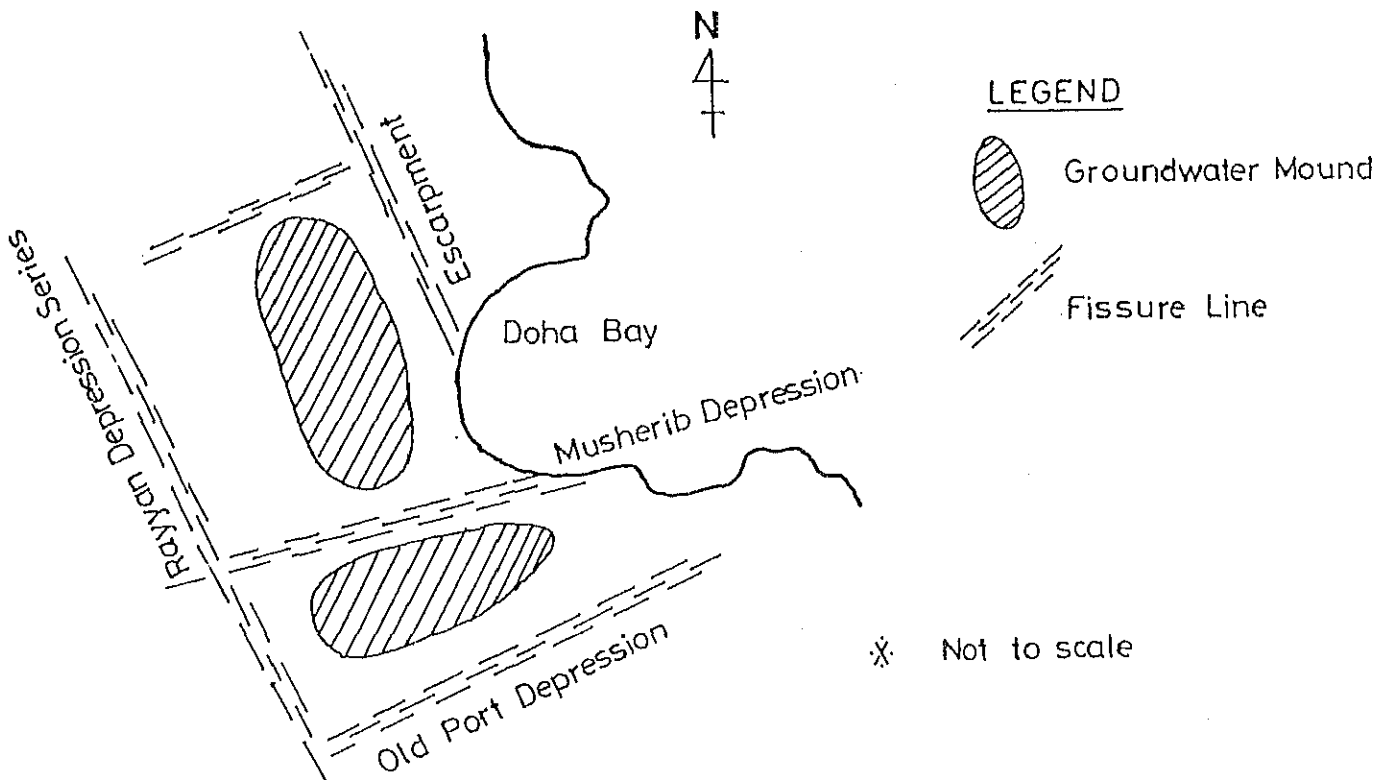 N
LEGEND
Groundwater Mound
Fissure Line
Escarpment
Rayyan Depression Series
Doha Bay
Musherib Depression
Old Port Depression
Not to scale